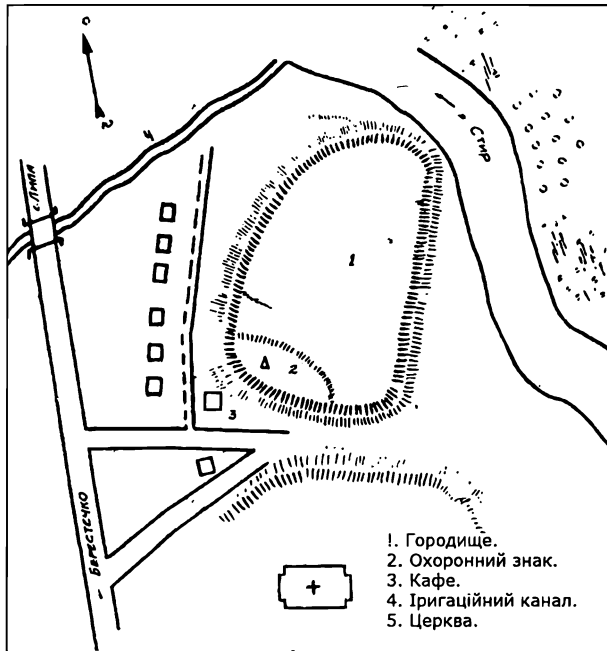 с
ю
4
с. Липа
Стир
1
2
3
- Берестечко
!. Городище.
2. Охоронний знак.
3. Кафе.
4. Іригаційний канал.
5. Церква.